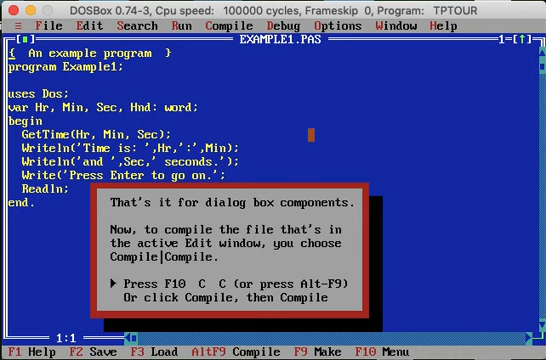 DOSBox 0.74-3, Cpu speed: 100000 cycles, Frameskip 0, Program: TPTOUR
≡ File Edit Search Run Compile Debug Options Window Help
[■] EXAMPLE1.PAS 1=[↑]
{ An example program }
program Example1;
uses Dos;
var Hr, Min, Sec, Hnd: word;
begin
GetTime(Hr, Min, Sec);
Writeln('Time is: ',Hr,':',Min);
Writeln('and ',Sec,' seconds.');
Write('Press Enter to go on.';
Readln;
end.
That's it for dialog box components.
Now, to compile the file that's in
the active Edit window, you choose
Compile|Compile.
► Press F10 C C (or press Alt-F9)
Or click Compile, then Compile
1:1
F1 Help F2 Save F3 Load AltF9 Compile F9 Make F10 Menu